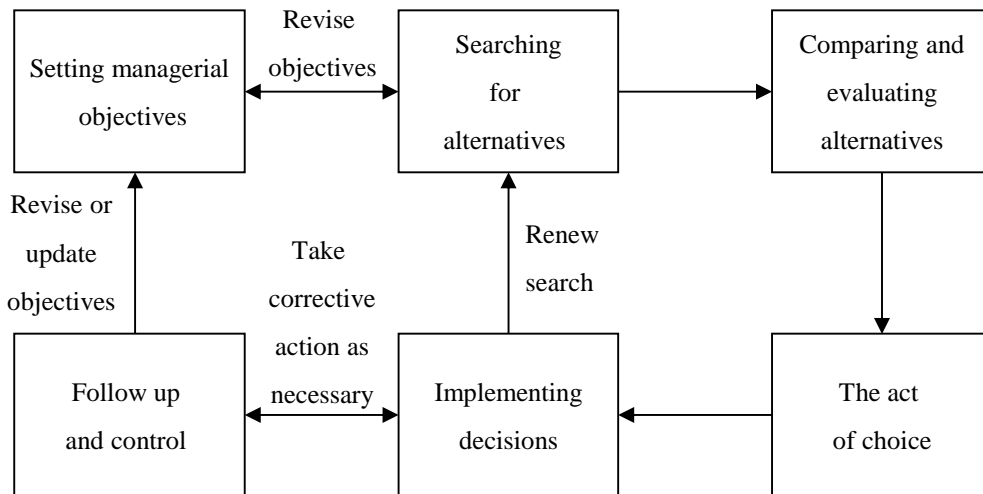 Setting managerial
objectives
Revise
objectives
Searching
for
alternatives
Comparing and
evaluating
alternatives
Revise or
update
objectives
Take
corrective
action as
necessary
Renew
search
Follow up
and control
Implementing
decisions
The act
of choice